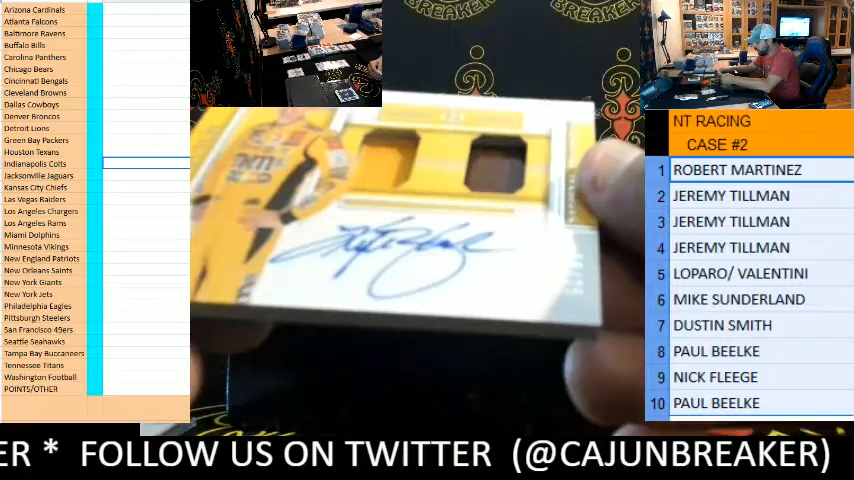 Arizona Cardinals
Atlanta Falcons
Baltimore Ravens
Buffalo Bills
Carolina Panthers
Chicago Bears
Cincinnati Bengals
Cleveland Browns
Dallas Cowboys
Denver Broncos
Detroit Lions
Green Bay Packers
Houston Texans
Indianapolis Colts
Jacksonville Jaguars
Kansas City Chiefs
Las Vegas Raiders
Los Angeles Chargers
Los Angeles Rams
Miami Dolphins
Minnesota Vikings
New England Patriots
New Orleans Saints
New York Giants
New York Jets
Philadelphia Eagles
Pittsburg Steelers
San Francisco 49ers
Seattle Seahawks
Tampa Bay Buccaneers
Tennessee Titans
Washington Football
POINTS/OTHER
BREAKER
BREAKER
NT RACING
CASE #2
1 ROBERT MARTINEZ
2 JEREMY TILLMAN
3 JEREMY TILLMAN
4 JEREMY TILLMAN
5 LOPARO/ VALENTINI
6 MIKE SUNDERLAND
7 DUSTIN SMITH
8 PAUL BEELKE
9 NICK FLEEGE
10 PAUL BEELKE
ER * FOLLOW US ON TWITTER (@CAJUNBREAKER)